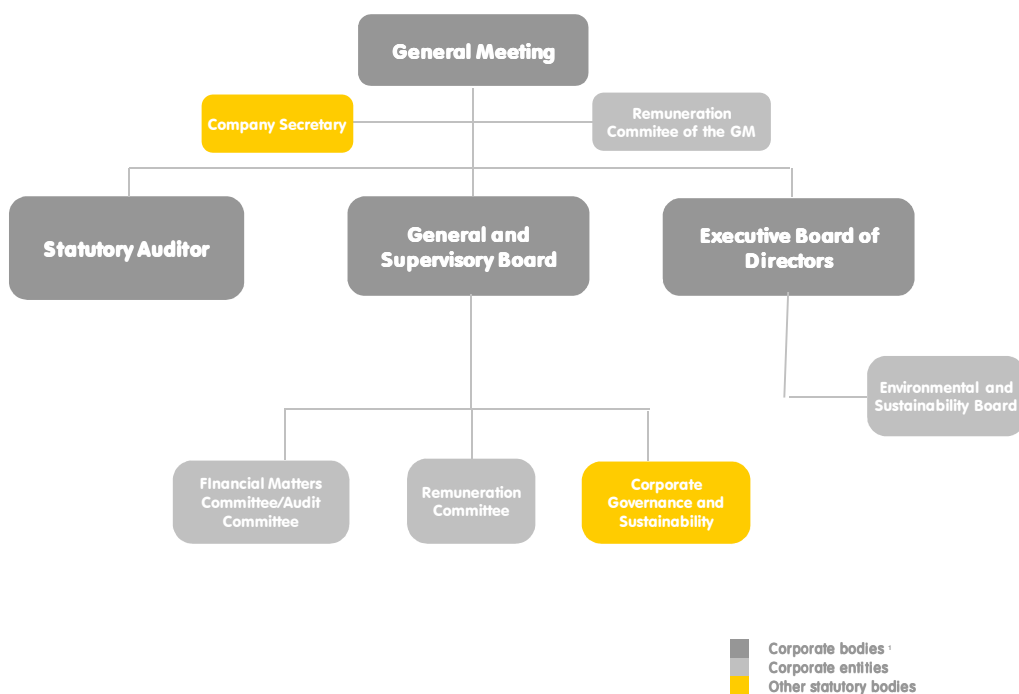 General Meeting
Company Secretary
Remuneration
Commitee of the GM
Statutory Auditor
General and
Supervisory Board
Executive Board of
Directors
Environmental and
Sustainability Board
FInancial Matters
Committee/Audit
Committee
Remuneration
Committee
Corporate
Governance and
Sustainability
Corporate bodies ¹
Corporate entities
Other statutory bodies